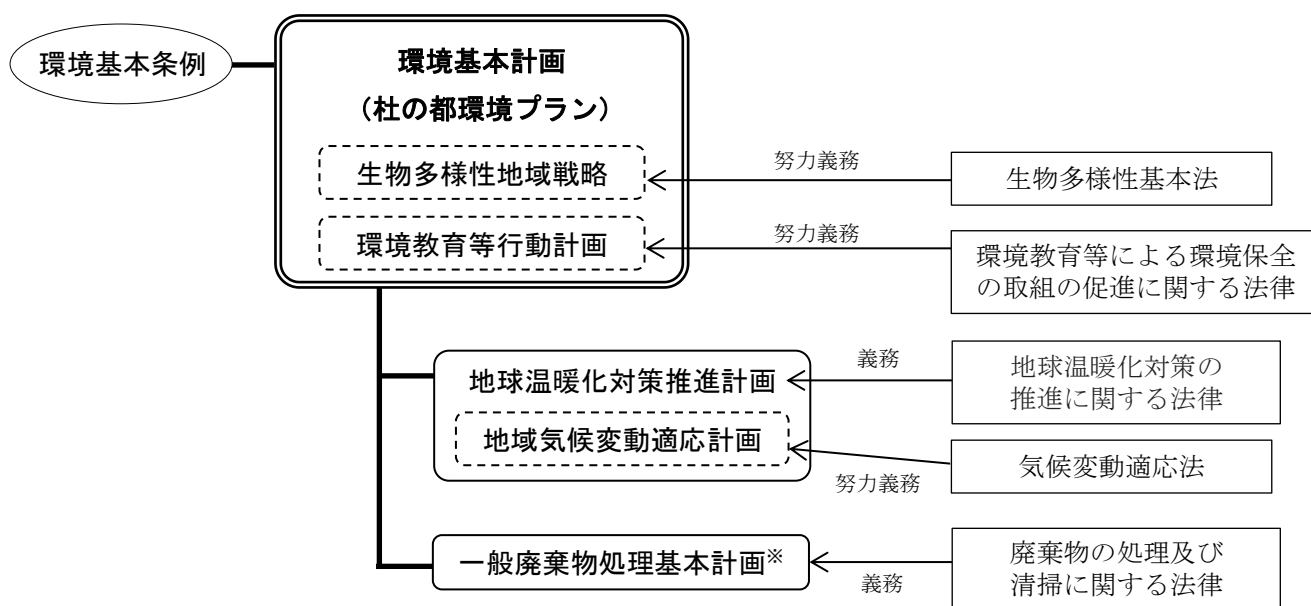 環境基本条例
環境基本計画
(杜の都環境プラン)
生物多様性地域戦略
努力義務
生物多様性基本法
環境教育等行動計画
努力義務
環境教育等による環境保全
の取組の促進に関する法律
地球温暖化対策推進計画
義務
地球温暖化対策の
推進に関する法律
地域気候変動適応計画
努力義務
気候変動適応法
一般廃棄物処理基本計画※
義務
廃棄物の処理及び
清掃に関する法律